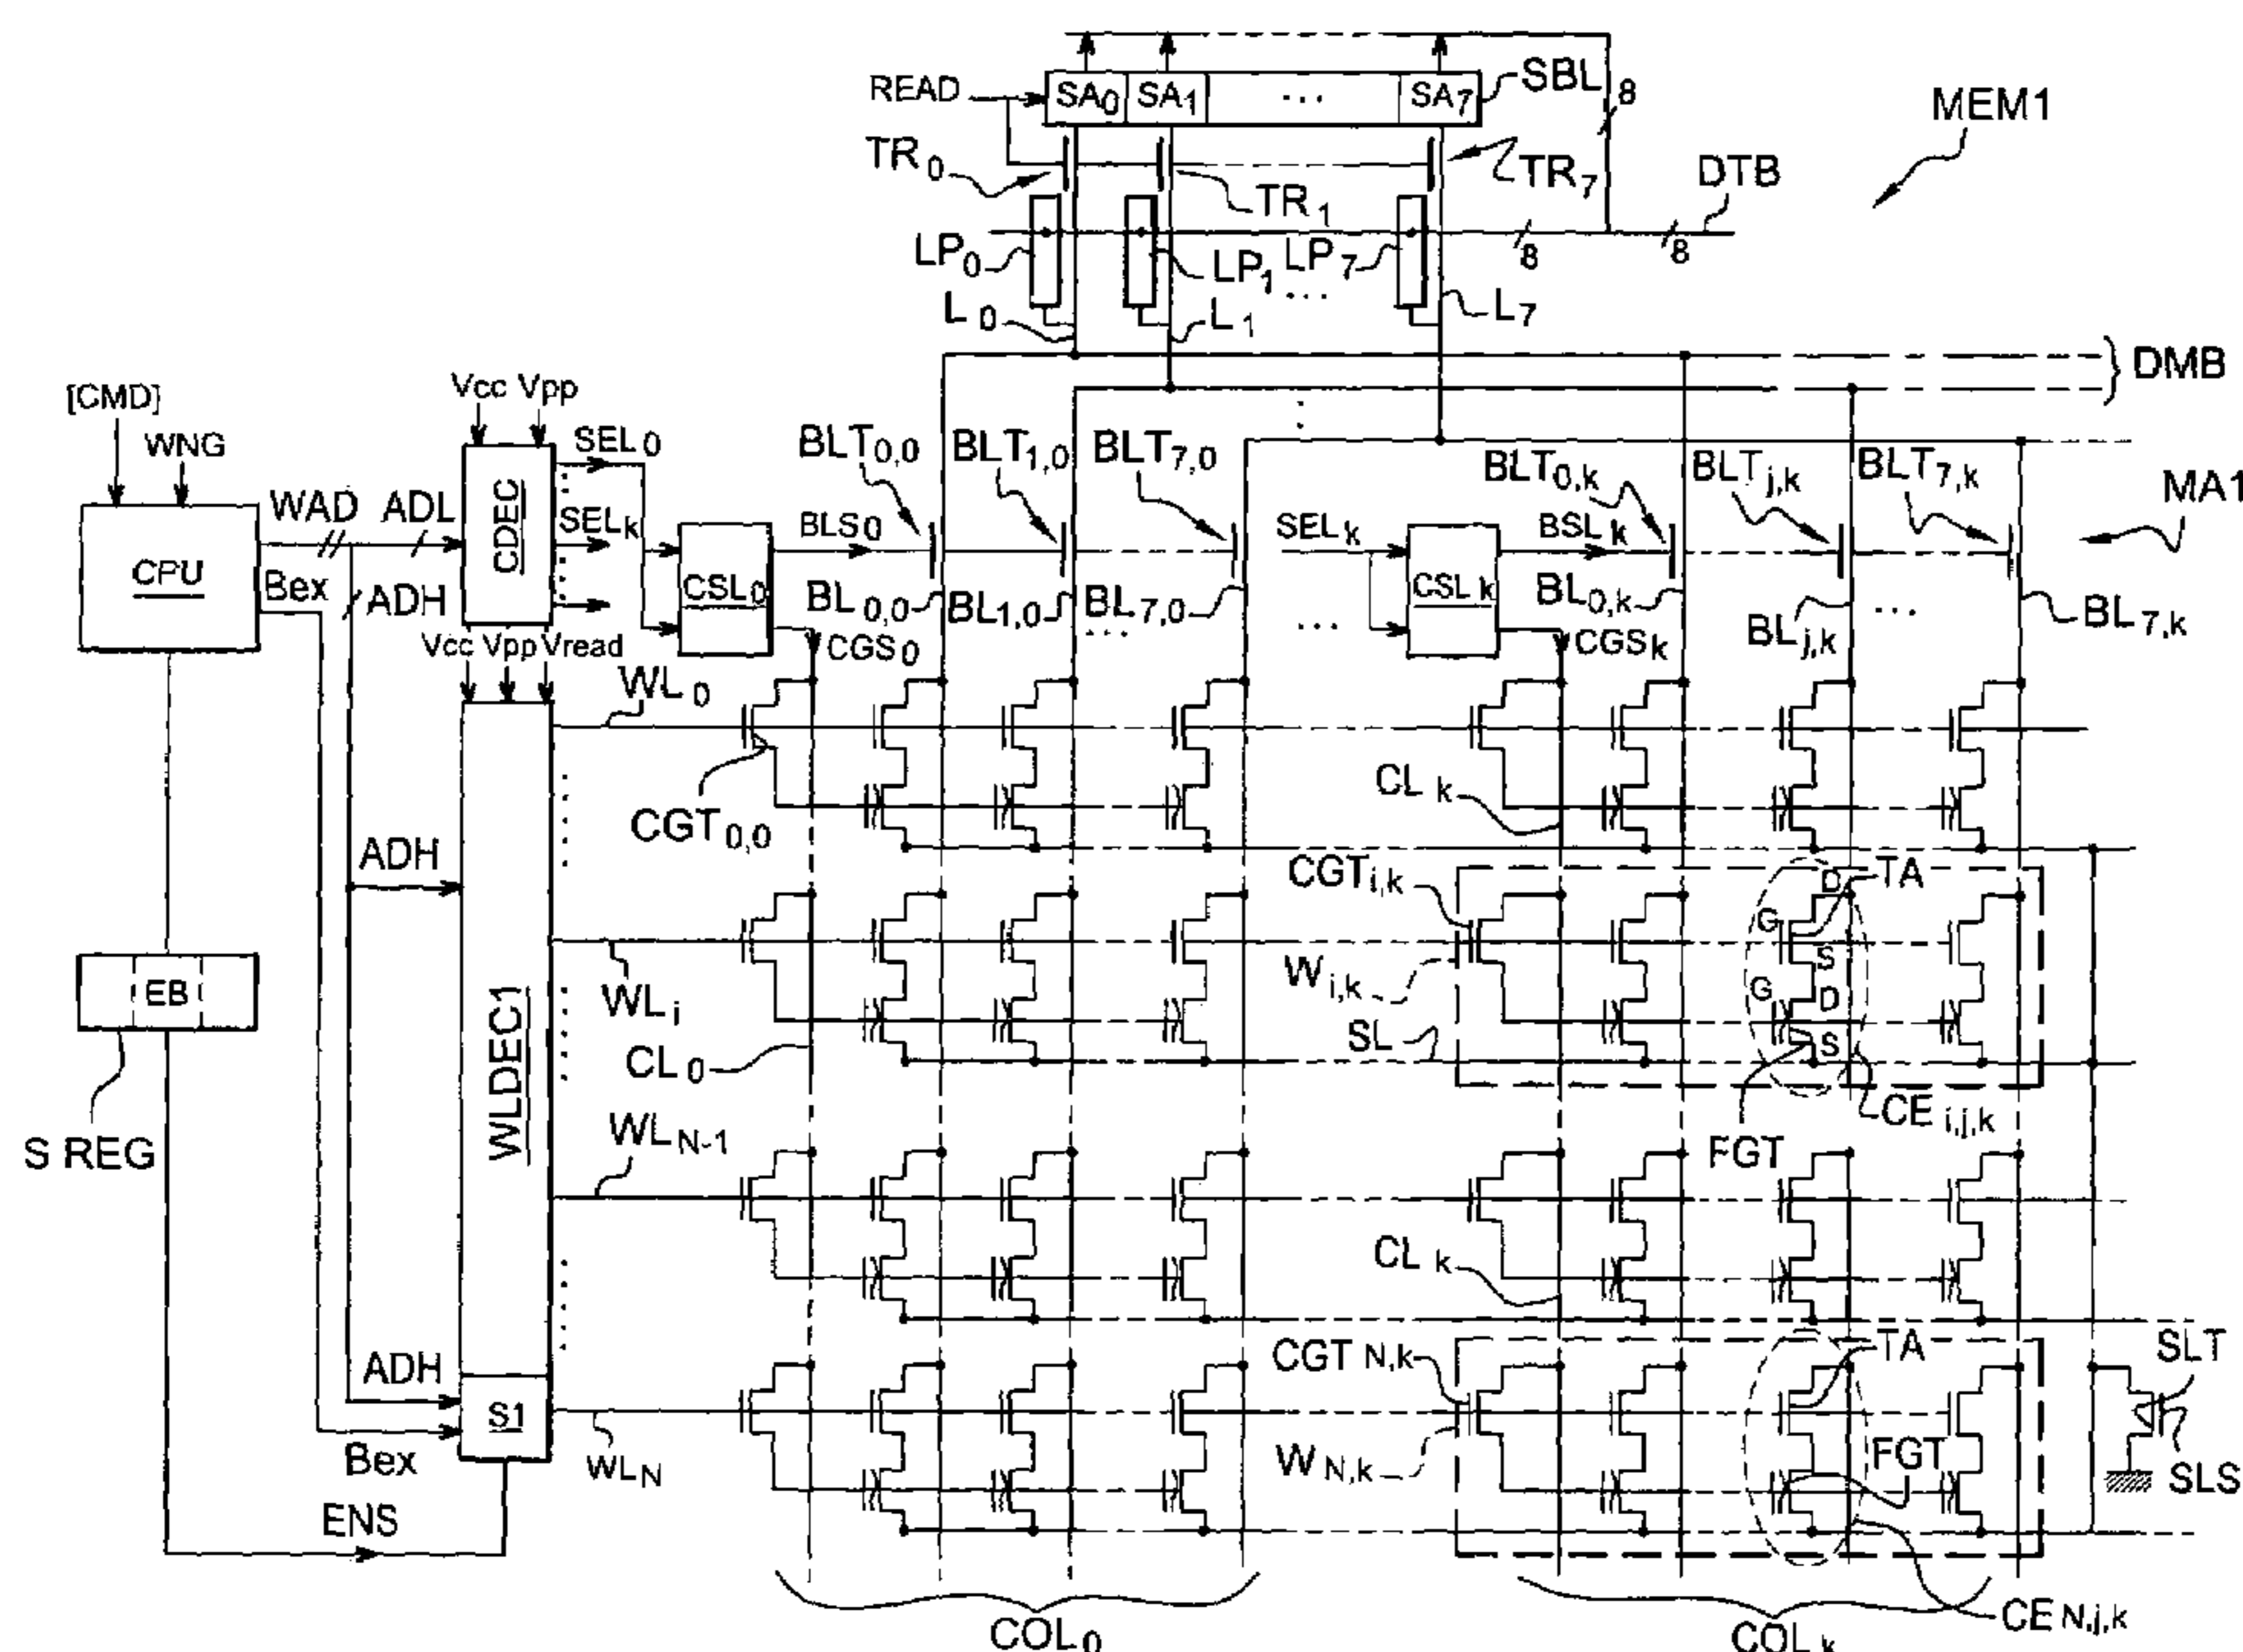 READ
SA0 SA1 ... SA7
SBL
8
MEM1
TR0
TR1
TR7
DTB
LP0
LP1
LP7
...
8
8
L0
L1
L7
DMB
[CMD]
WNG
Vcc Vpp
SEL0
SELk
BLT0,0
BLT1,0
BLT7,0
BLT0,k
BLTj,k
BLT7,k
MA1
WAD
ADL
CPU
Bex
ADH
CDEC
CSL0
BLS0
SELk
CSLk
BSLk
BL0,0
BL1,0
BL7,0
...
BL0,k
BLj,k
...
BL7,k
...
Vcc Vpp Vread
CGS0
CGSk
WL0
CGT0,0
CLk
ADH
CGTi,k
D
TA
G
S
Wi,k
G
D
S
EB
WLDEC1
WLi
CL0
SL
CEi,j,k
S REG
WLN-1
FGT
CLk
ADH
CGT N,k
TA
SLT
S1
Bex
WLN
WN,k
FGT
SLS
ENS
COL0
COLk
CE N,j,k